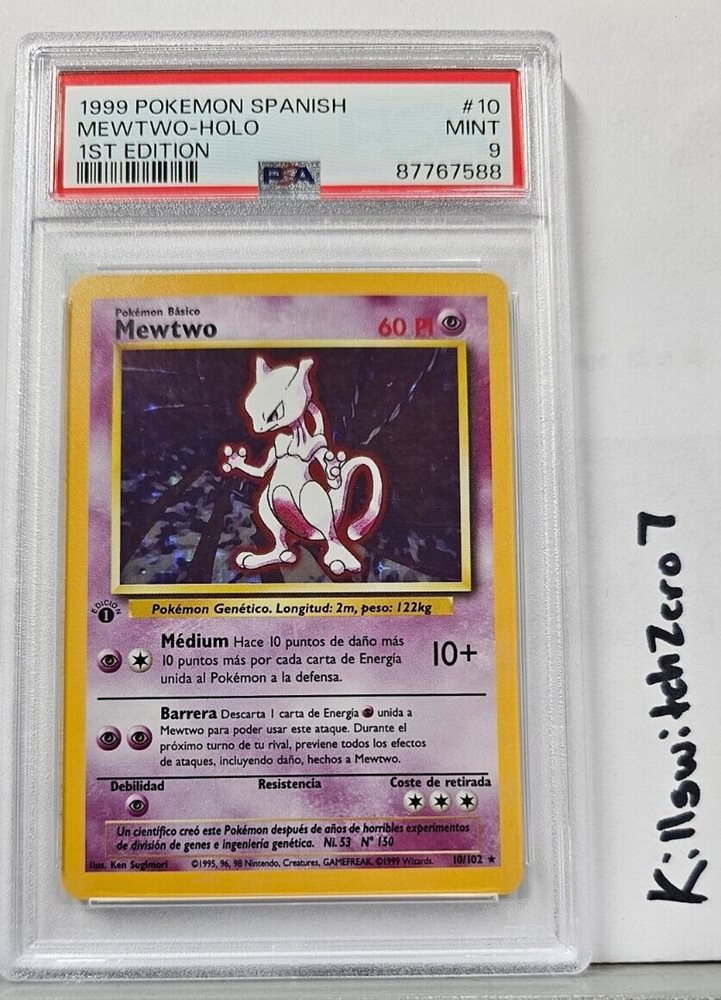 1999 POKEMON SPANISH #10
MEWTWO-HOLO MINT
1ST EDITION 9
PSA 87767588
Pokémon Básico
Mewtwo 60 PI
EDICION
1
Pokémon Genético. Longitud: 2m, peso: 122kg
Médium Hace 10 puntos de daño más
10 puntos más por cada carta de Energía
unida al Pokémon a la defensa.
10+
Barrera Descarta 1 carta de Energía unida a
Mewtwo para poder usar este ataque. Durante el
próximo turno de tu rival, previene todos los efectos
de ataques, incluyendo daño, hechos a Mewtwo.
Debilidad Resistencia Coste de retirada
Un científico creó este Pokémon después de años de horribles experimentos
de división de genes e ingeniería genética. Ni. 53 N° 150
Ilus. Ken Sugimori ©1995, 96, 98 Nintendo, Creatures, GAMEFREAK. ©1999 Wizards. 10/102
KillswitchZero7